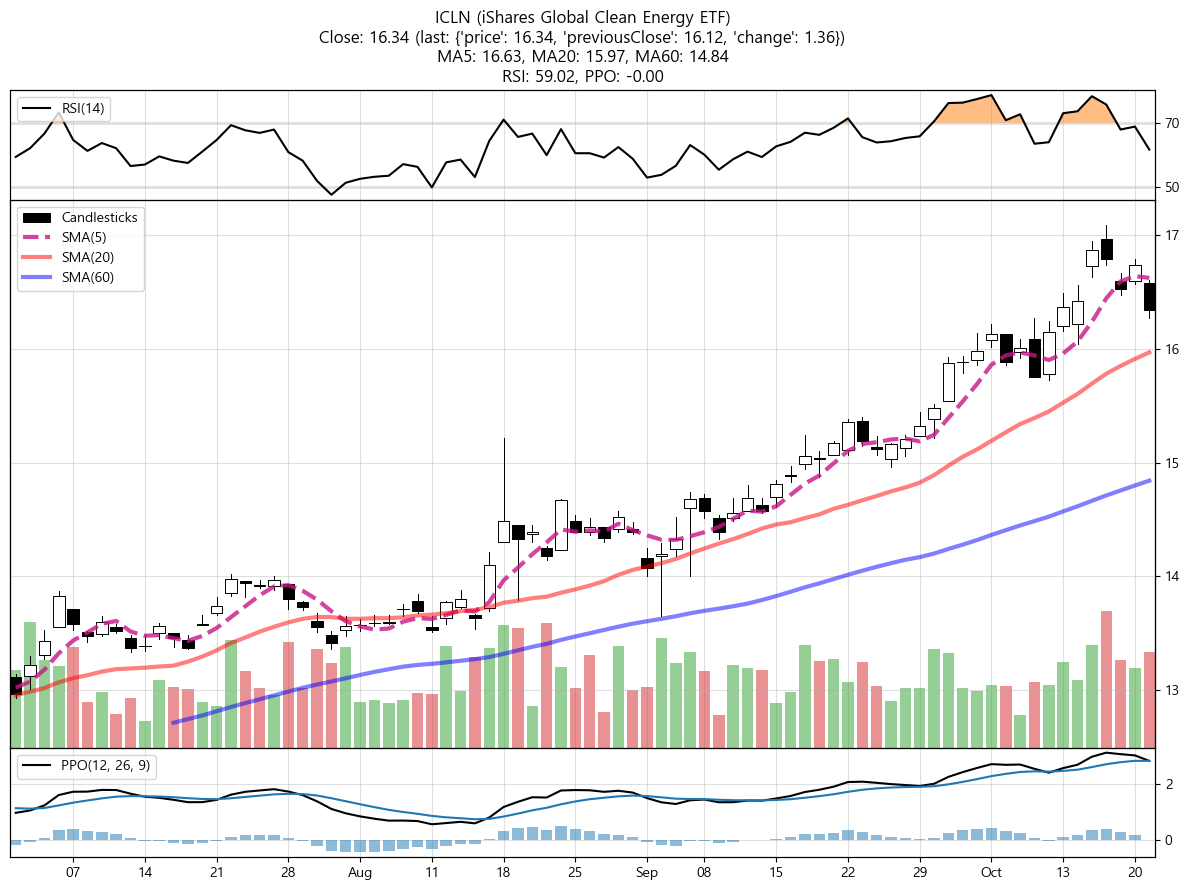 ICLN (iShares Global Clean Energy ETF)
Close: 16.34 (last: {'price': 16.34, 'previousClose': 16.12, 'change': 1.36})
MA5: 16.63, MA20: 15.97, MA60: 14.84
RSI: 59.02, PPO: -0.00
RSI(14)
70
50
Candlesticks
SMA(5)
SMA(20)
SMA(60)
17
16
15
14
13
PPO(12, 26, 9)
2
0
07 14 21 28 Aug 11 18 25 Sep 08 15 22 29 Oct 13 20